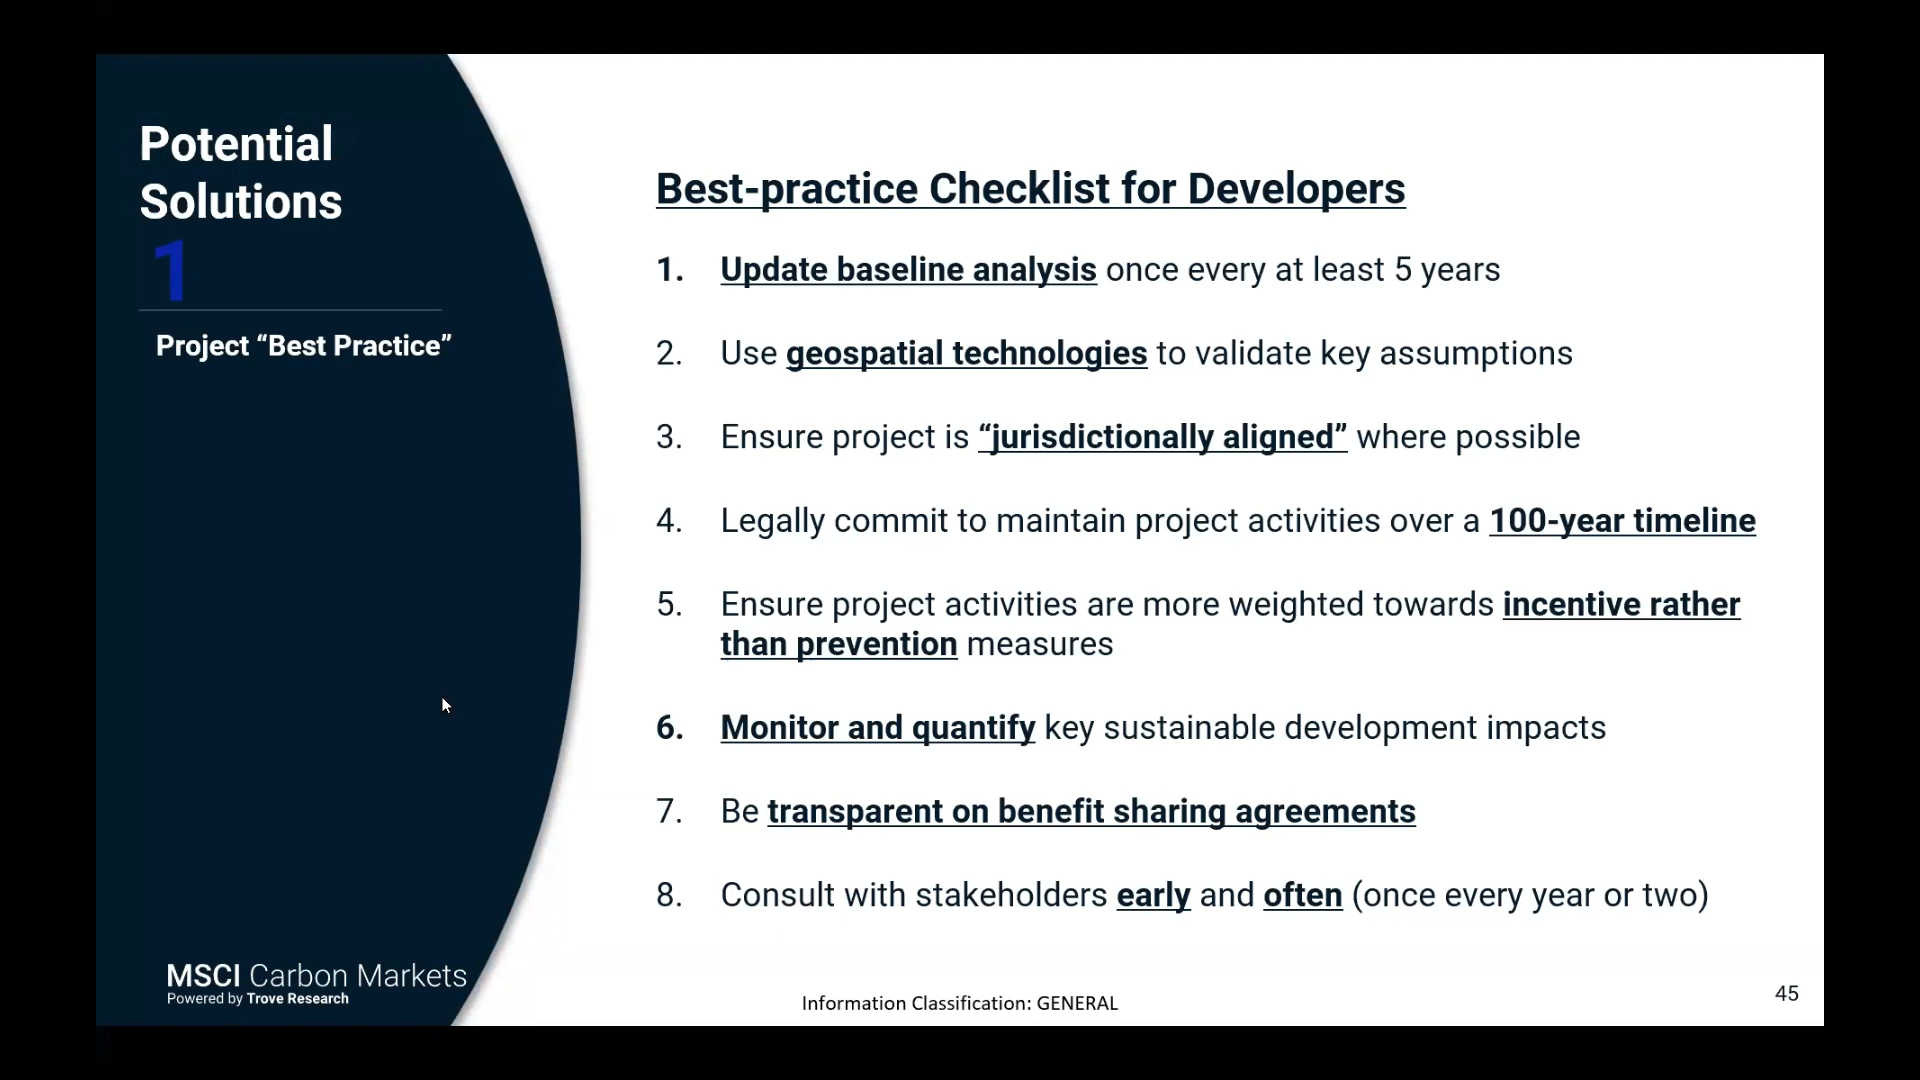 Potential
Solutions
1
Project “Best Practice”
Best-practice Checklist for Developers
1. Update baseline analysis once every at least 5 years
2. Use geospatial technologies to validate key assumptions
3. Ensure project is “jurisdictionally aligned” where possible
4. Legally commit to maintain project activities over a 100-year timeline
5. Ensure project activities are more weighted towards incentive rather
than prevention measures
6. Monitor and quantify key sustainable development impacts
7. Be transparent on benefit sharing agreements
8. Consult with stakeholders early and often (once every year or two)
MSCI Carbon Markets
Powered by Trove Research
Information Classification: GENERAL
45